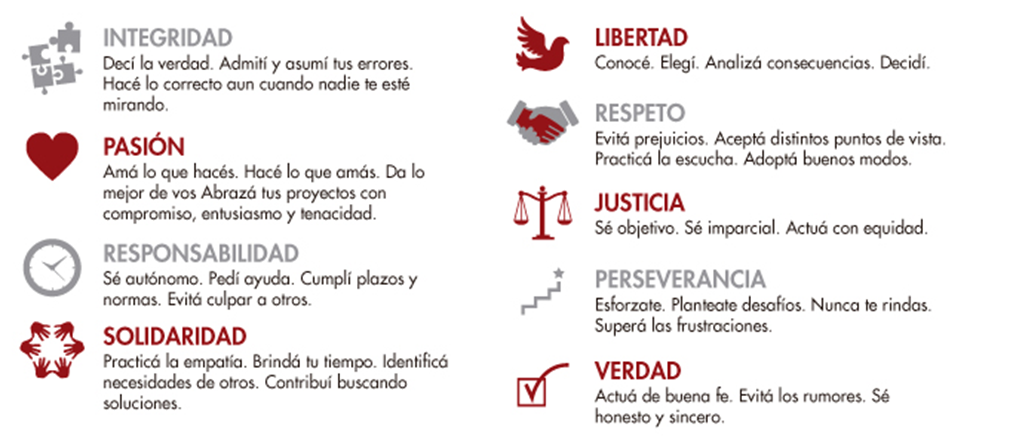 INTEGRIDAD
Decí la verdad. Admití y asumí tus errores.
Hacé lo correcto aun cuando nadie te esté
mirando.
PASIÓN
Amá lo que hacés. Hacé lo que amás. Da lo
mejor de vos Abrazá tus proyectos con
compromiso, entusiasmo y tenacidad.
RESPONSABILIDAD
Sé autónomo. Pedí ayuda. Cumplí plazos y
normas. Evitá culpar a otros.
SOLIDARIDAD
Practicá la empatía. Brindá tu tiempo. Identificá
necesidades de otros. Contribuí buscando
soluciones.
LIBERTAD
Conocé. Elegí. Analizá consecuencias. Decidí.
RESPETO
Evitá prejuicios. Aceptá distintos puntos de vista.
Practicá la escucha. Adoptá buenos modos.
JUSTICIA
Sé objetivo. Sé imparcial. Actuá con equidad.
PERSEVERANCIA
Esforzate. Planteate desafíos. Nunca te rindas.
Superá las frustraciones.
VERDAD
Actuá de buena fe. Evitá los rumores. Sé
honesto y sincero.